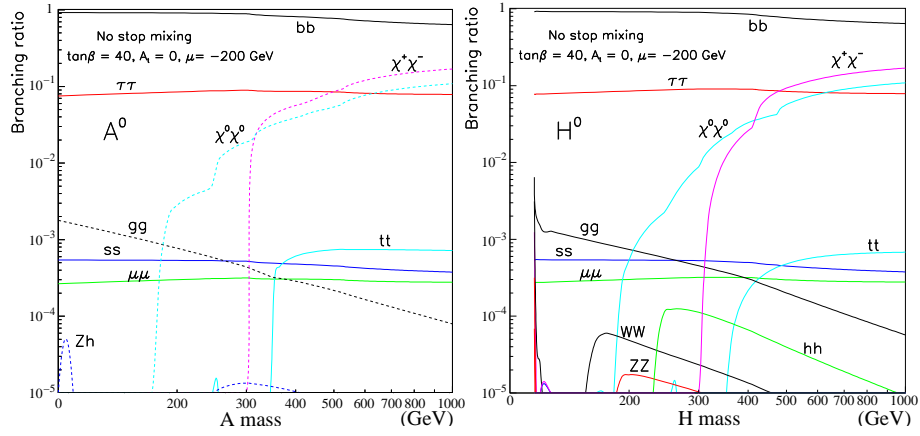 1
No stop mixing
tanβ = 40, Aₜ = 0, μ= −200 GeV
bb
χ⁺χ⁻
10⁻¹
ττ
A⁰
χ⁰χ⁰
10⁻²
gg
10⁻³
ss
tt
μμ
10⁻⁴
Zh
10⁻⁵
0 200 300 400 500 600 700 800 1000
A mass (GeV)
Branching ratio
1
No stop mixing
tanβ = 40, Aₜ = 0, μ= −200 GeV
bb
χ⁺χ⁻
10⁻¹
ττ
H⁰
χ⁰χ⁰
10⁻²
gg
10⁻³
ss
tt
μμ
10⁻⁴
WW
hh
ZZ
10⁻⁵
0 200 300 400 500 600 700 800 1000
H mass (GeV)
Branching ratio